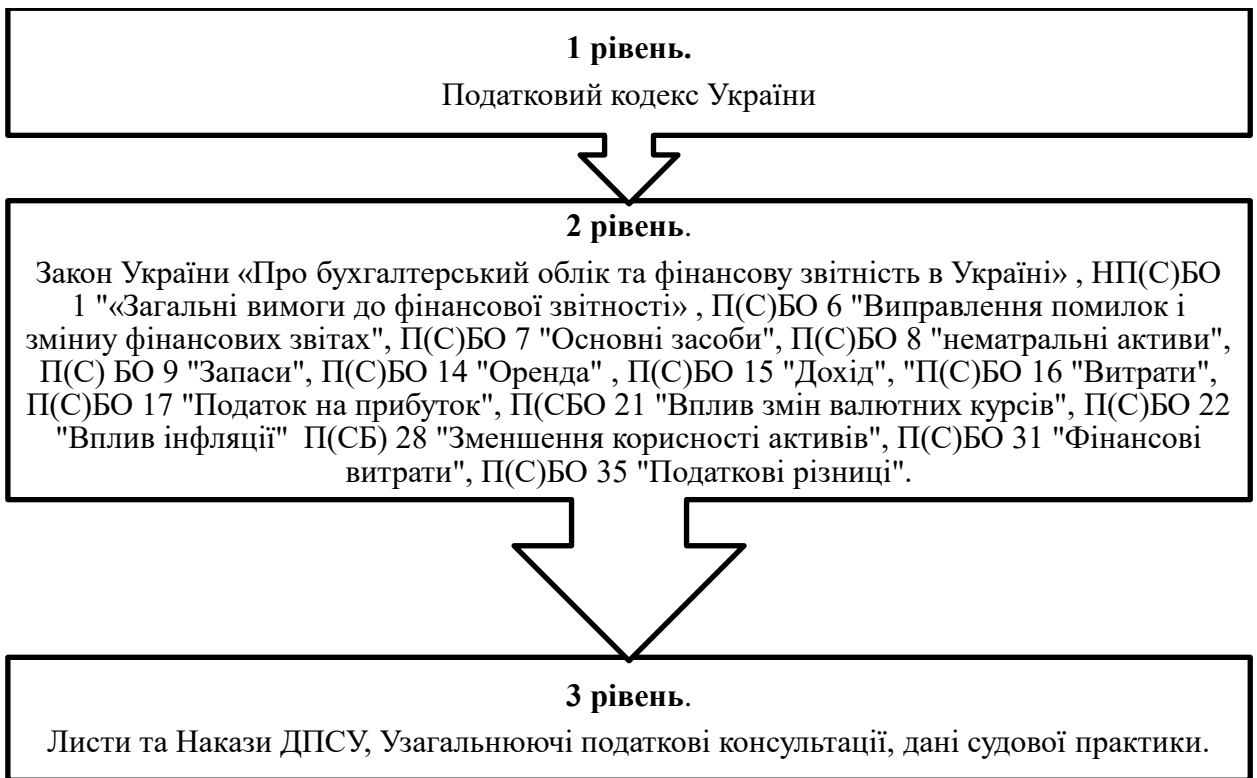 1 рівень.
Податковий кодекс України
2 рівень.
Закон України «Про бухгалтерський облік та фінансову звітність в Україні» , НП(С)БО
1 "«Загальні вимоги до фінансової звітності» , П(С)БО 6 "Виправлення помилок і
зміниу фінансових звітах", П(С)БО 7 "Основні засоби", П(С)БО 8 "нематральні активи",
П(С) БО 9 "Запаси", П(С)БО 14 "Оренда" , П(С)БО 15 "Дохід", "П(С)БО 16 "Витрати",
П(С)БО 17 "Податок на прибуток", П(СБО 21 "Вплив змін валютних курсів", П(С)БО 22
"Вплив інфляції" П(СБ) 28 "Зменшення корисності активів", П(С)БО 31 "Фінансові
витрати", П(С)БО 35 "Податкові різниці".
3 рівень.
Листи та Накази ДПСУ, Узагальнюючі податкові консультації, дані судової практики.